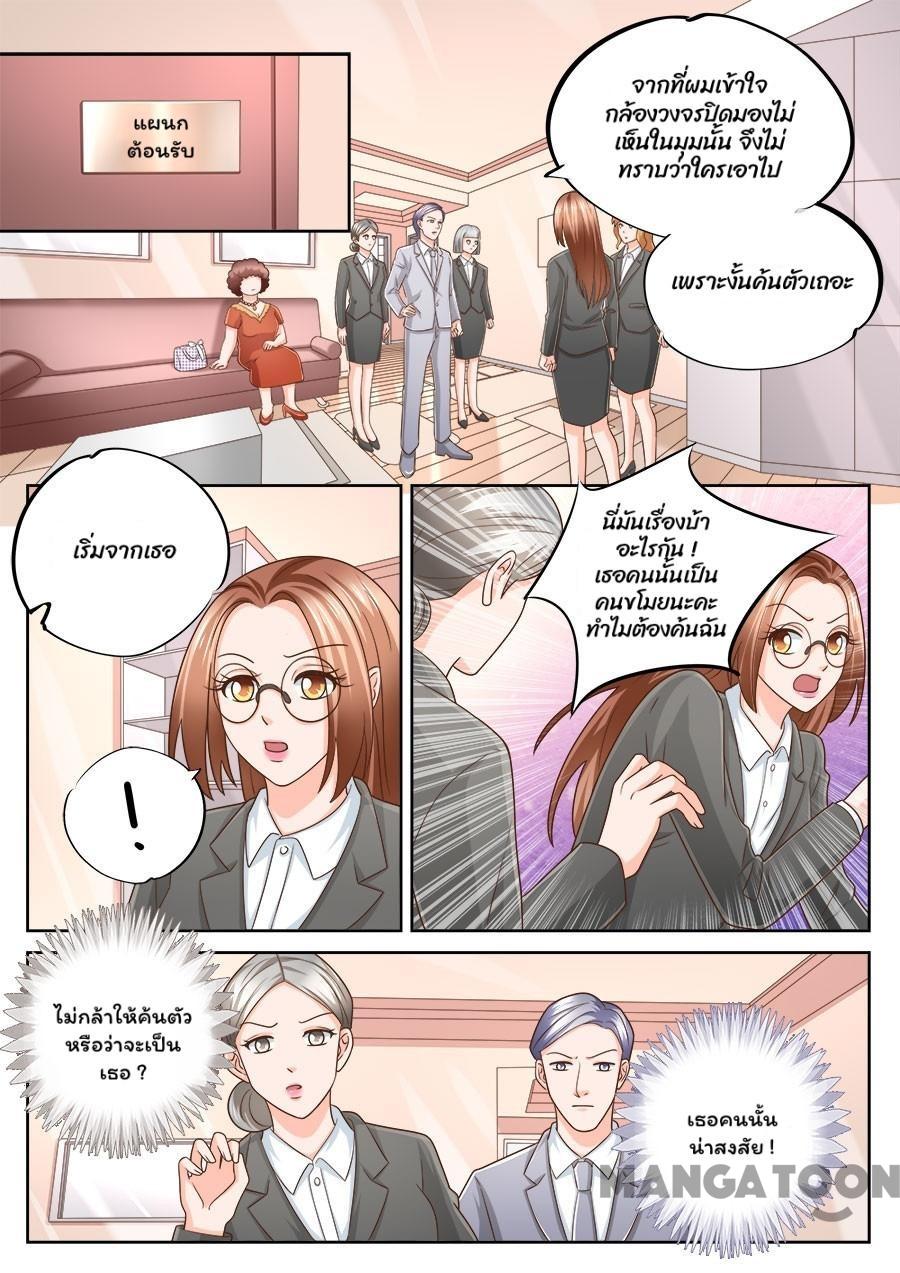 แผนก
ต้อนรับ
จากที่ผมเข้าใจ
กล้องวงจรปิดมองไม่
เห็นในมุมนั้น จึงไม่
ทราบว่าใครเอาไป
เพราะงั้นค้นตัวเถอะ
เริ่มจากเธอ
!
นี่มันเรื่องบ้า
อะไรกัน !
เธอคนนั้นเป็น
คนขโมยนะคะ
ทำไมต้องค้นฉัน
ไม่กล้าให้ค้นตัว
หรือว่าจะเป็น
เธอ ?
เธอคนนั้น
น่าสงสัย !
MANGATOON